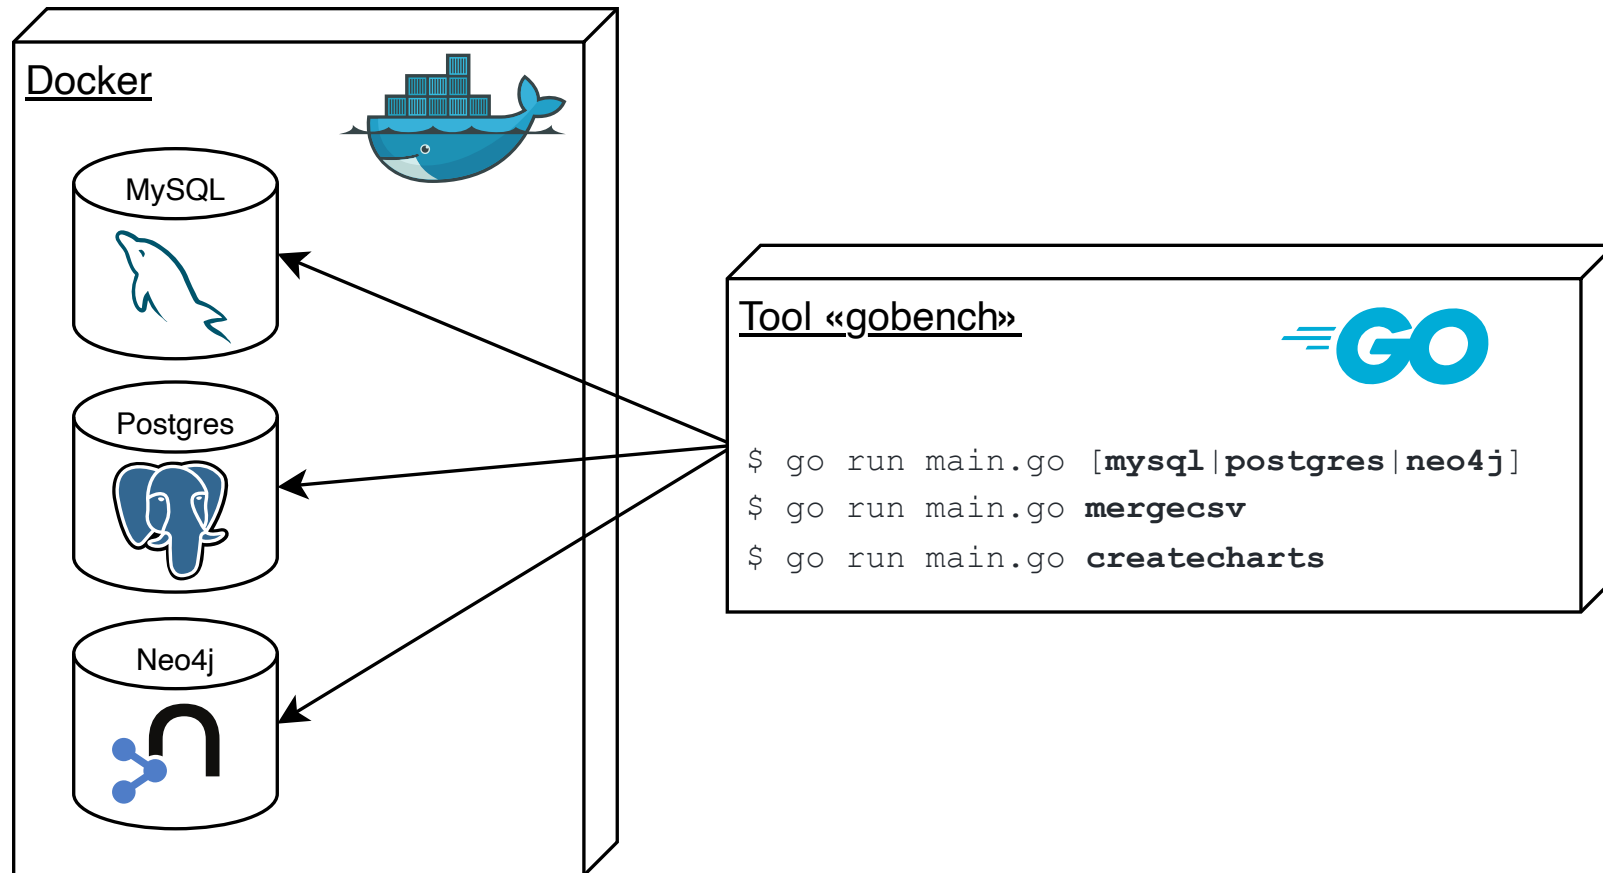 Docker
MySQL
Postgres
Neo4j
Tool «gobench»
GO
$ go run main.go [mysql|postgres|neo4j]
$ go run main.go mergecsv
$ go run main.go createcharts